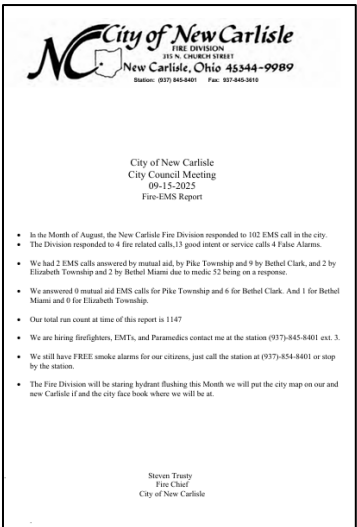 NC City of New Carlisle
FIRE DIVISION
315 N. CHURCH STREET
New Carlisle, Ohio 45344-9989
Station: (937) 845-8401 Fax: 937-845-3610
City of New Carlisle
City Council Meeting
09-15-2025
Fire-EMS Report
• In the Month of August, the New Carlisle Fire Division responded to 102 EMS call in the city.
• The Division responded to 4 fire related calls,13 good intent or service calls 4 False Alarms.
• We had 2 EMS calls answered by mutual aid, by Pike Township and 9 by Bethel Clark, and 2 by
Elizabeth Township and 2 by Bethel Miami due to medic 52 being on a response.
• We answered 0 mutual aid EMS calls for Pike Township and 6 for Bethel Clark. And 1 for Bethel
Miami and 0 for Elizabeth Township.
• Our total run count at time of this report is 1147
• We are hiring firefighters, EMTs, and Paramedics contact me at the station (937)-845-8401 ext. 3.
• We still have FREE smoke alarms for our citizens, just call the station at (937)-854-8401 or stop
by the station.
• The Fire Division will be staring hydrant flushing this Month we will put the city map on our and
new Carlisle if and the city face book where we will be at.
Steven Trusty
Fire Chief
City of New Carlisle